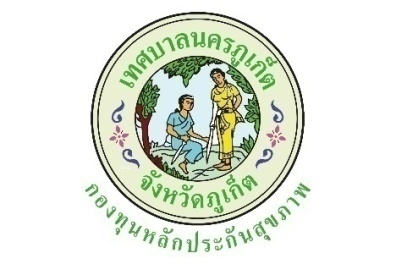 เทศบาลนครภูเก็ต
จังหวัดภูเก็ต
กองทุนหลักประกันสุขภาพ